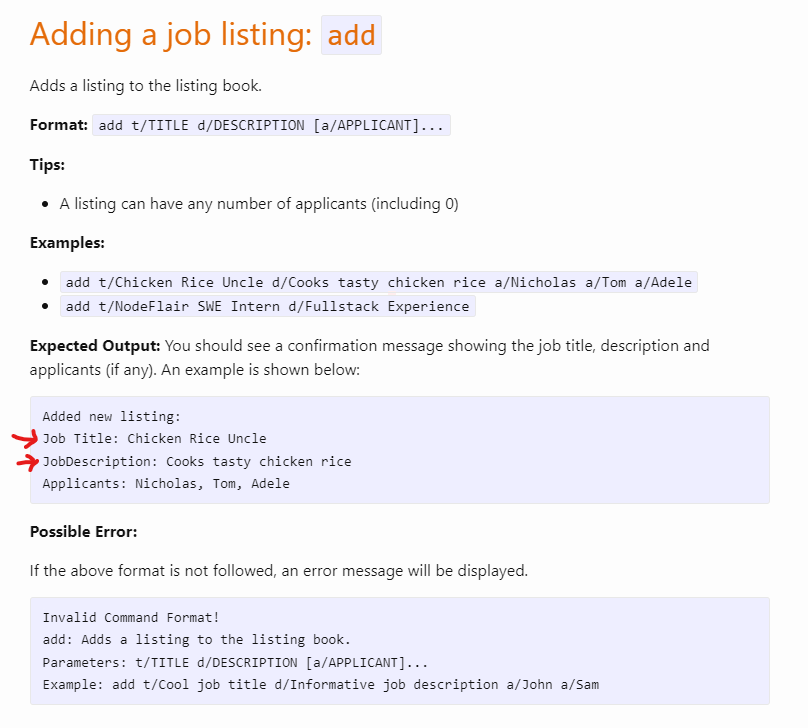 Adding a job listing: add
Adds a listing to the listing book.
Format: add t/TITLE d/DESCRIPTION [a/APPLICANT]...
Tips:
• A listing can have any number of applicants (including 0)
Examples:
• add t/Chicken Rice Uncle d/Cooks tasty chicken rice a/Nicholas a/Tom a/Adele
• add t/NodeFlair SWE Intern d/Fullstack Experience
Expected Output: You should see a confirmation message showing the job title, description and
applicants (if any). An example is shown below:
Added new listing:
Job Title: Chicken Rice Uncle
JobDescription: Cooks tasty chicken rice
Applicants: Nicholas, Tom, Adele
Possible Error:
If the above format is not followed, an error message will be displayed.
Invalid Command Format!
add: Adds a listing to the listing book.
Parameters: t/TITLE d/DESCRIPTION [a/APPLICANT]...
Example: add t/Cool job title d/Informative job description a/John a/Sam